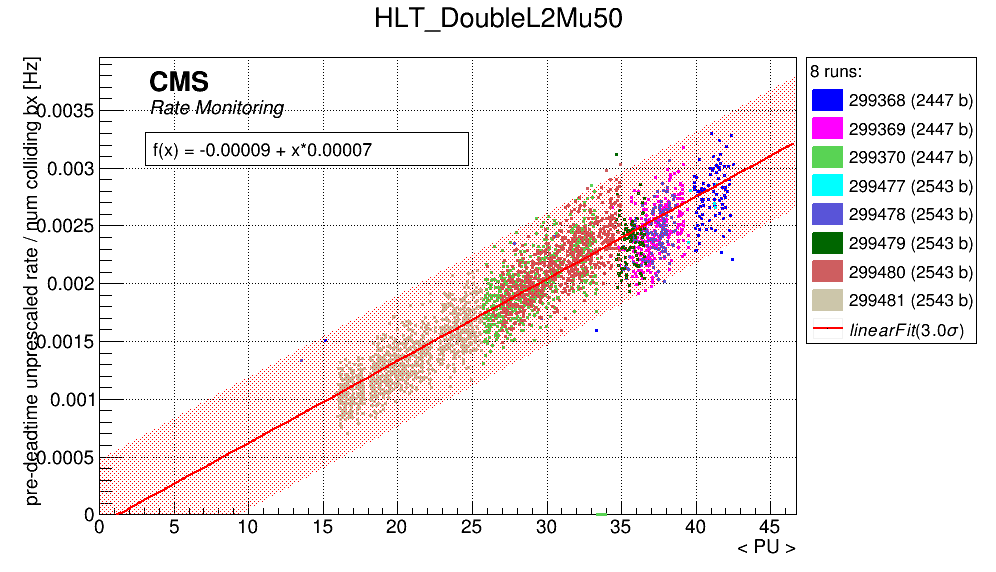 HLT_DoubleL2Mu50
pre-deadtime unprescaled rate / num colliding bx [Hz]
CMS
Rate Monitoring
f(x) = -0.00009 + x*0.00007
0.0035
0.003
0.0025
0.002
0.0015
0.001
0.0005
0
0 5 10 15 20 25 30 35 40 45
< PU >
8 runs:
299368 (2447 b)
299369 (2447 b)
299370 (2447 b)
299477 (2543 b)
299478 (2543 b)
299479 (2543 b)
299480 (2543 b)
299481 (2543 b)
linearFit(3.0σ)